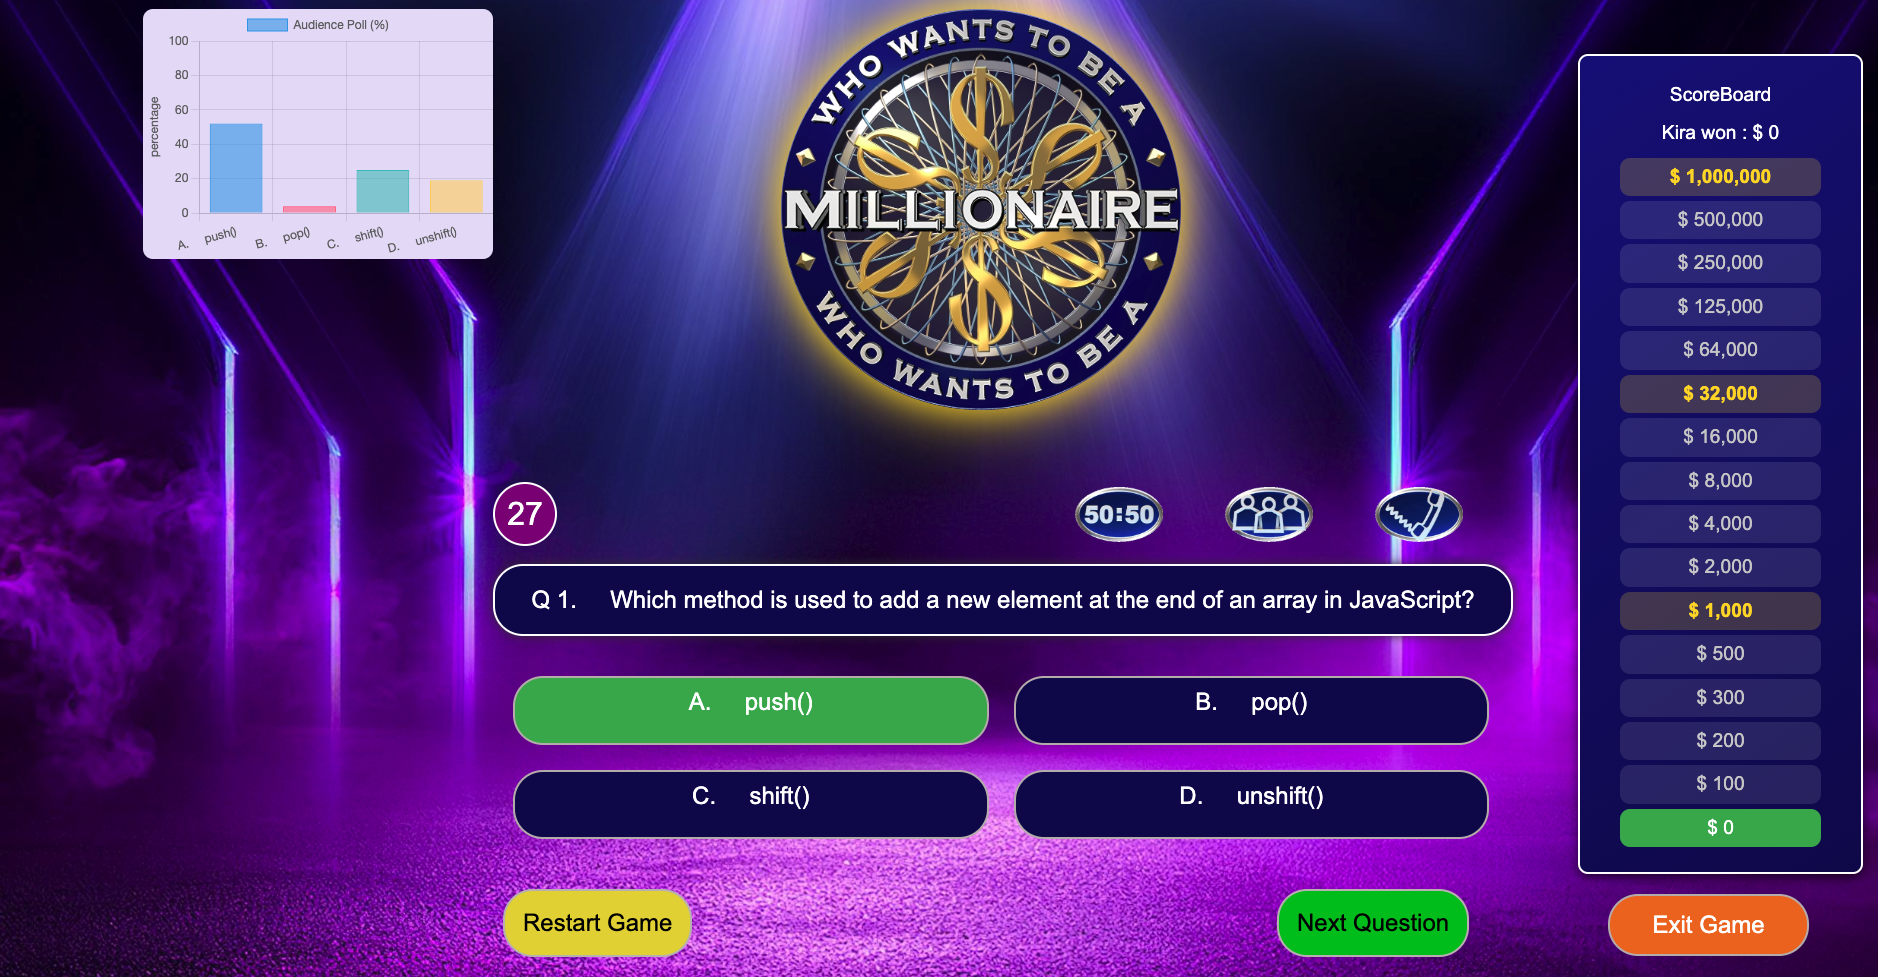 Audience Poll (%)
100
80
60
40
20
0
percentage
A. push()
B. pop()
C. shift()
D. unshift()
WHO WANTS TO BE A
MILLIONAIRE
WHO WANTS TO BE A
ScoreBoard
Kira won : $ 0
$ 1,000,000
$ 500,000
$ 250,000
$ 125,000
$ 64,000
$ 32,000
$ 16,000
$ 8,000
$ 4,000
$ 2,000
$ 1,000
$ 500
$ 300
$ 200
$ 100
$ 0
27
50:50
Q 1. Which method is used to add a new element at the end of an array in JavaScript?
A. push()
B. pop()
C. shift()
D. unshift()
Restart Game
Next Question
Exit Game